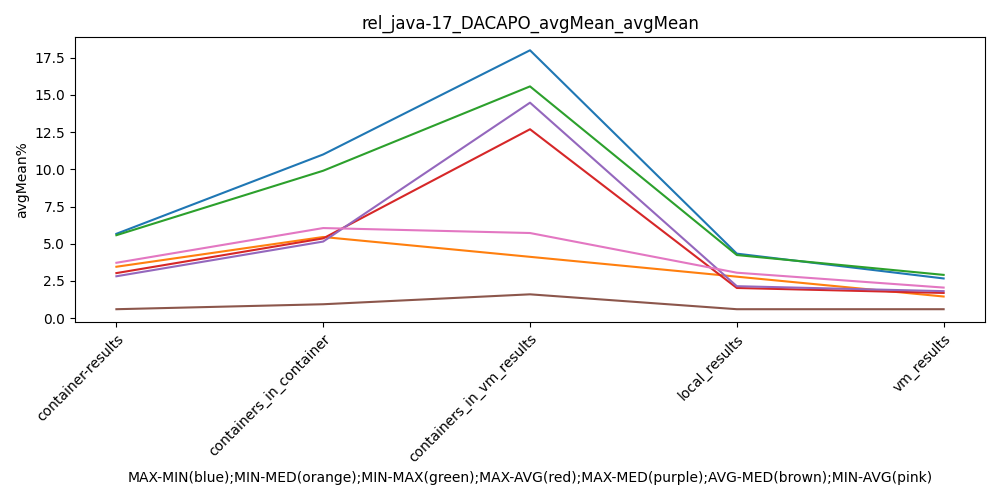 rel_java-17_DACAPO_avgMean_avgMean
avgMean%
17.5
15.0
12.5
10.0
7.5
5.0
2.5
0.0
container-results
containers_in_container
containers_in_vm_results
local_results
vm_results
MAX-MIN(blue);MIN-MED(orange);MIN-MAX(green);MAX-AVG(red);MAX-MED(purple);AVG-MED(brown);MIN-AVG(pink)